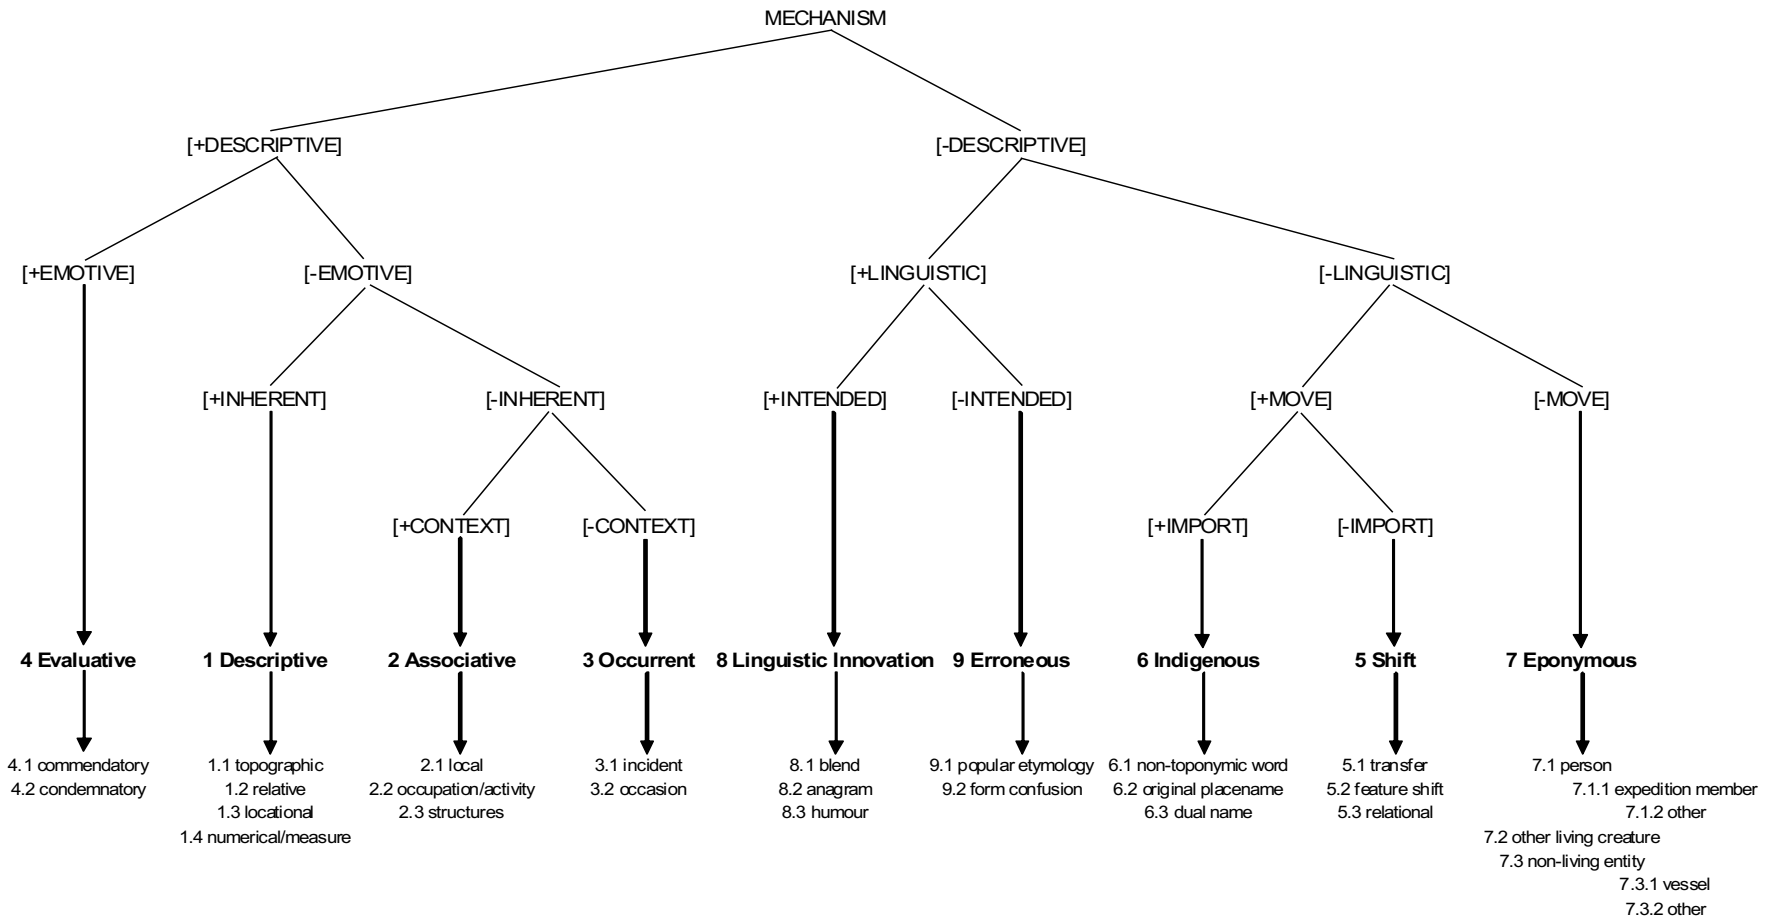 MECHANISM
[+DESCRIPTIVE] [-DESCRIPTIVE]
[+EMOTIVE] [-EMOTIVE] [+LINGUISTIC] [-LINGUISTIC]
[+INHERENT] [-INHERENT] [+INTENDED] [-INTENDED] [+MOVE] [-MOVE]
[+CONTEXT] [-CONTEXT] [+IMPORT] [-IMPORT]
4 Evaluative 1 Descriptive 2 Associative 3 Occurrent 8 Linguistic Innovation 9 Erroneous 6 Indigenous 5 Shift 7 Eponymous
4.1 commendatory
4.2 condemnatory
1.1 topographic
1.2 relative
1.3 locational
1.4 numerical/measure
2.1 local
2.2 occupation/activity
2.3 structures
3.1 incident
3.2 occasion
8.1 blend
8.2 anagram
8.3 humour
9.1 popular etymology
9.2 form confusion
6.1 non-toponymic word
6.2 original placename
6.3 dual name
5.1 transfer
5.2 feature shift
5.3 relational
7.1 person
7.1.1 expedition member
7.1.2 other
7.2 other living creature
7.3 non-living entity
7.3.1 vessel
7.3.2 other